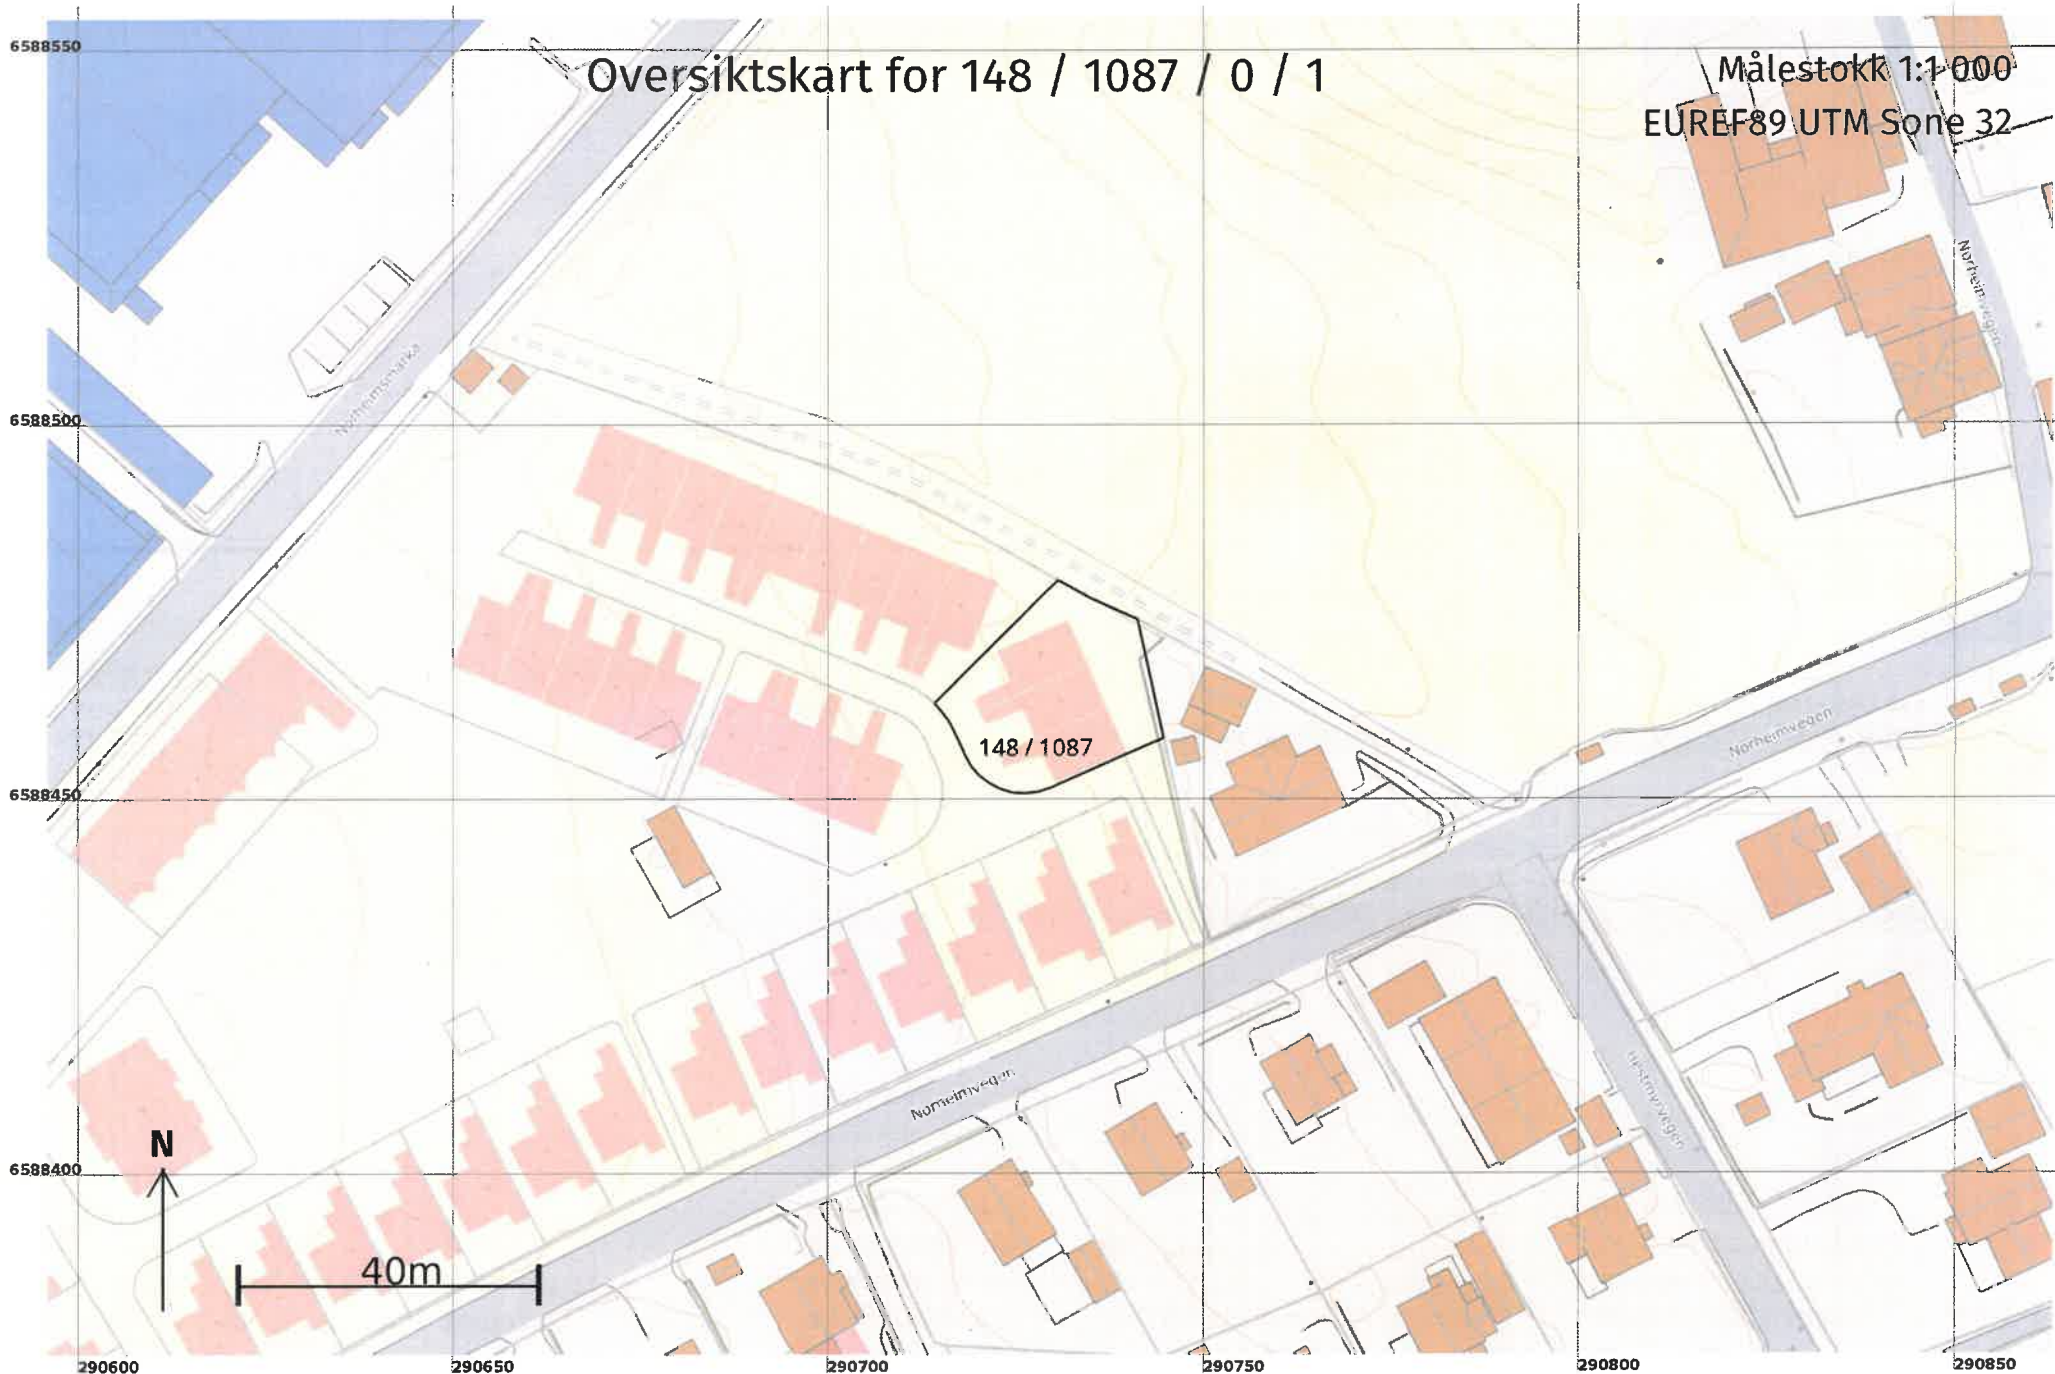 6588550
Oversiktskart for 148 / 1087 / 0 / 1
Målestokk 1:1 000
EUREF89 UTM Sone 32
Norheimvegen
Norheimsmarka
6588500
148 / 1087
Norheimvegen
6588450
Norheimvegen
Hestmyrvegen
N
6588400
40m
290600
290650
290700
290750
290800
290850